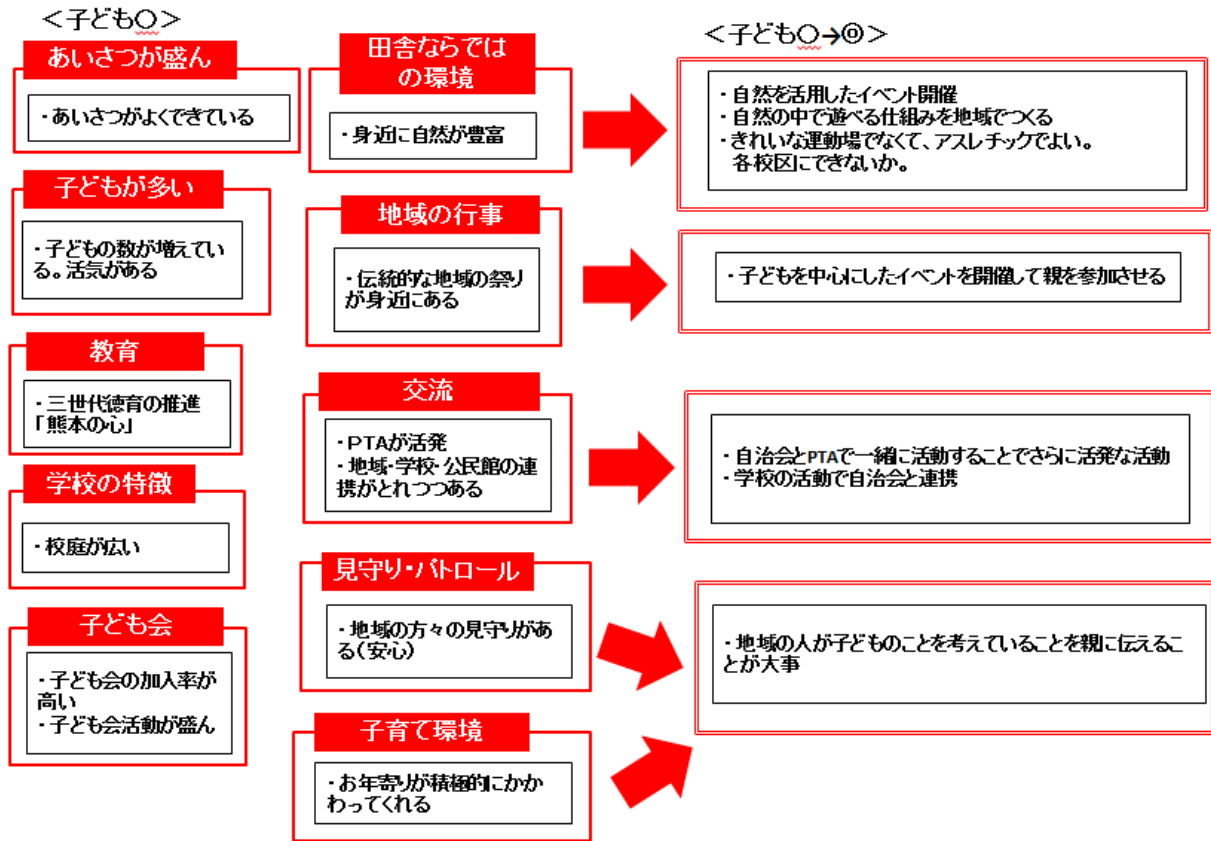 <子ども○>
あいさつが盛ん
・あいさつがよくできている
子どもが多い
・子どもの数が増えてい
る。活気がある
教育
・三世代徳育の推進
「熊本の心」
学校の特徴
・校庭が広い
子ども会
・子ども会の加入率が
高い
・子ども会活動が盛ん
田舎ならでは
の環境
・身近に自然が豊富
地域の行事
・伝統的な地域の祭り
が身近にある
交流
・PTAが活発
・地域・学校・公民館の連
携がとれつつある
見守り・パトロール
・地域の方々の見守りがあ
る(安心)
子育て環境
・お年寄りが積極的にかか
わってくれる
<子ども○→◎>
・自然を活用したイベント開催
・自然の中で遊べる仕組みを地域でつくる
・きれいな運動場でなくて、アスレチックでよい。
各校区にできないか。
・子どもを中心にしたイベントを開催して親を参加させる
・自治会とPTAで一緒に活動することでさらに活発な活動
・学校の活動で自治会と連携
・地域の人が子どものことを考えていることを親に伝えるこ
とが大事